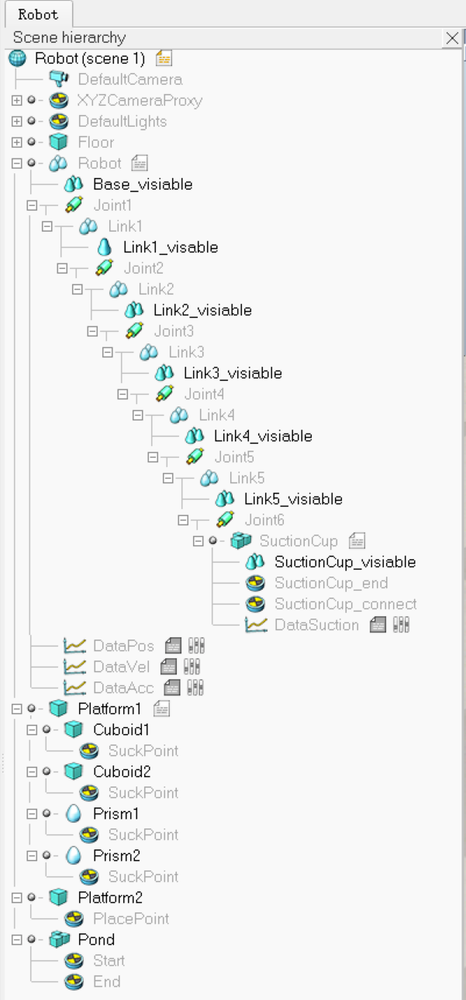 Robot
Scene hierarchy
Robot (scene 1)
DefaultCamera
XYZCameraProxy
DefaultLights
Floor
Robot
Base_visiable
Joint1
Link1
Link1_visable
Joint2
Link2
Link2_visiable
Joint3
Link3
Link3_visiable
Joint4
Link4
Link4_visiable
Joint5
Link5
Link5_visiable
Joint6
SuctionCup
SuctionCup_visiable
SuctionCup_end
SuctionCup_connect
DataSuction
DataPos
DataVel
DataAcc
Platform1
Cuboid1
SuckPoint
Cuboid2
SuckPoint
Prism1
SuckPoint
Prism2
SuckPoint
Platform2
PlacePoint
Pond
Start
End